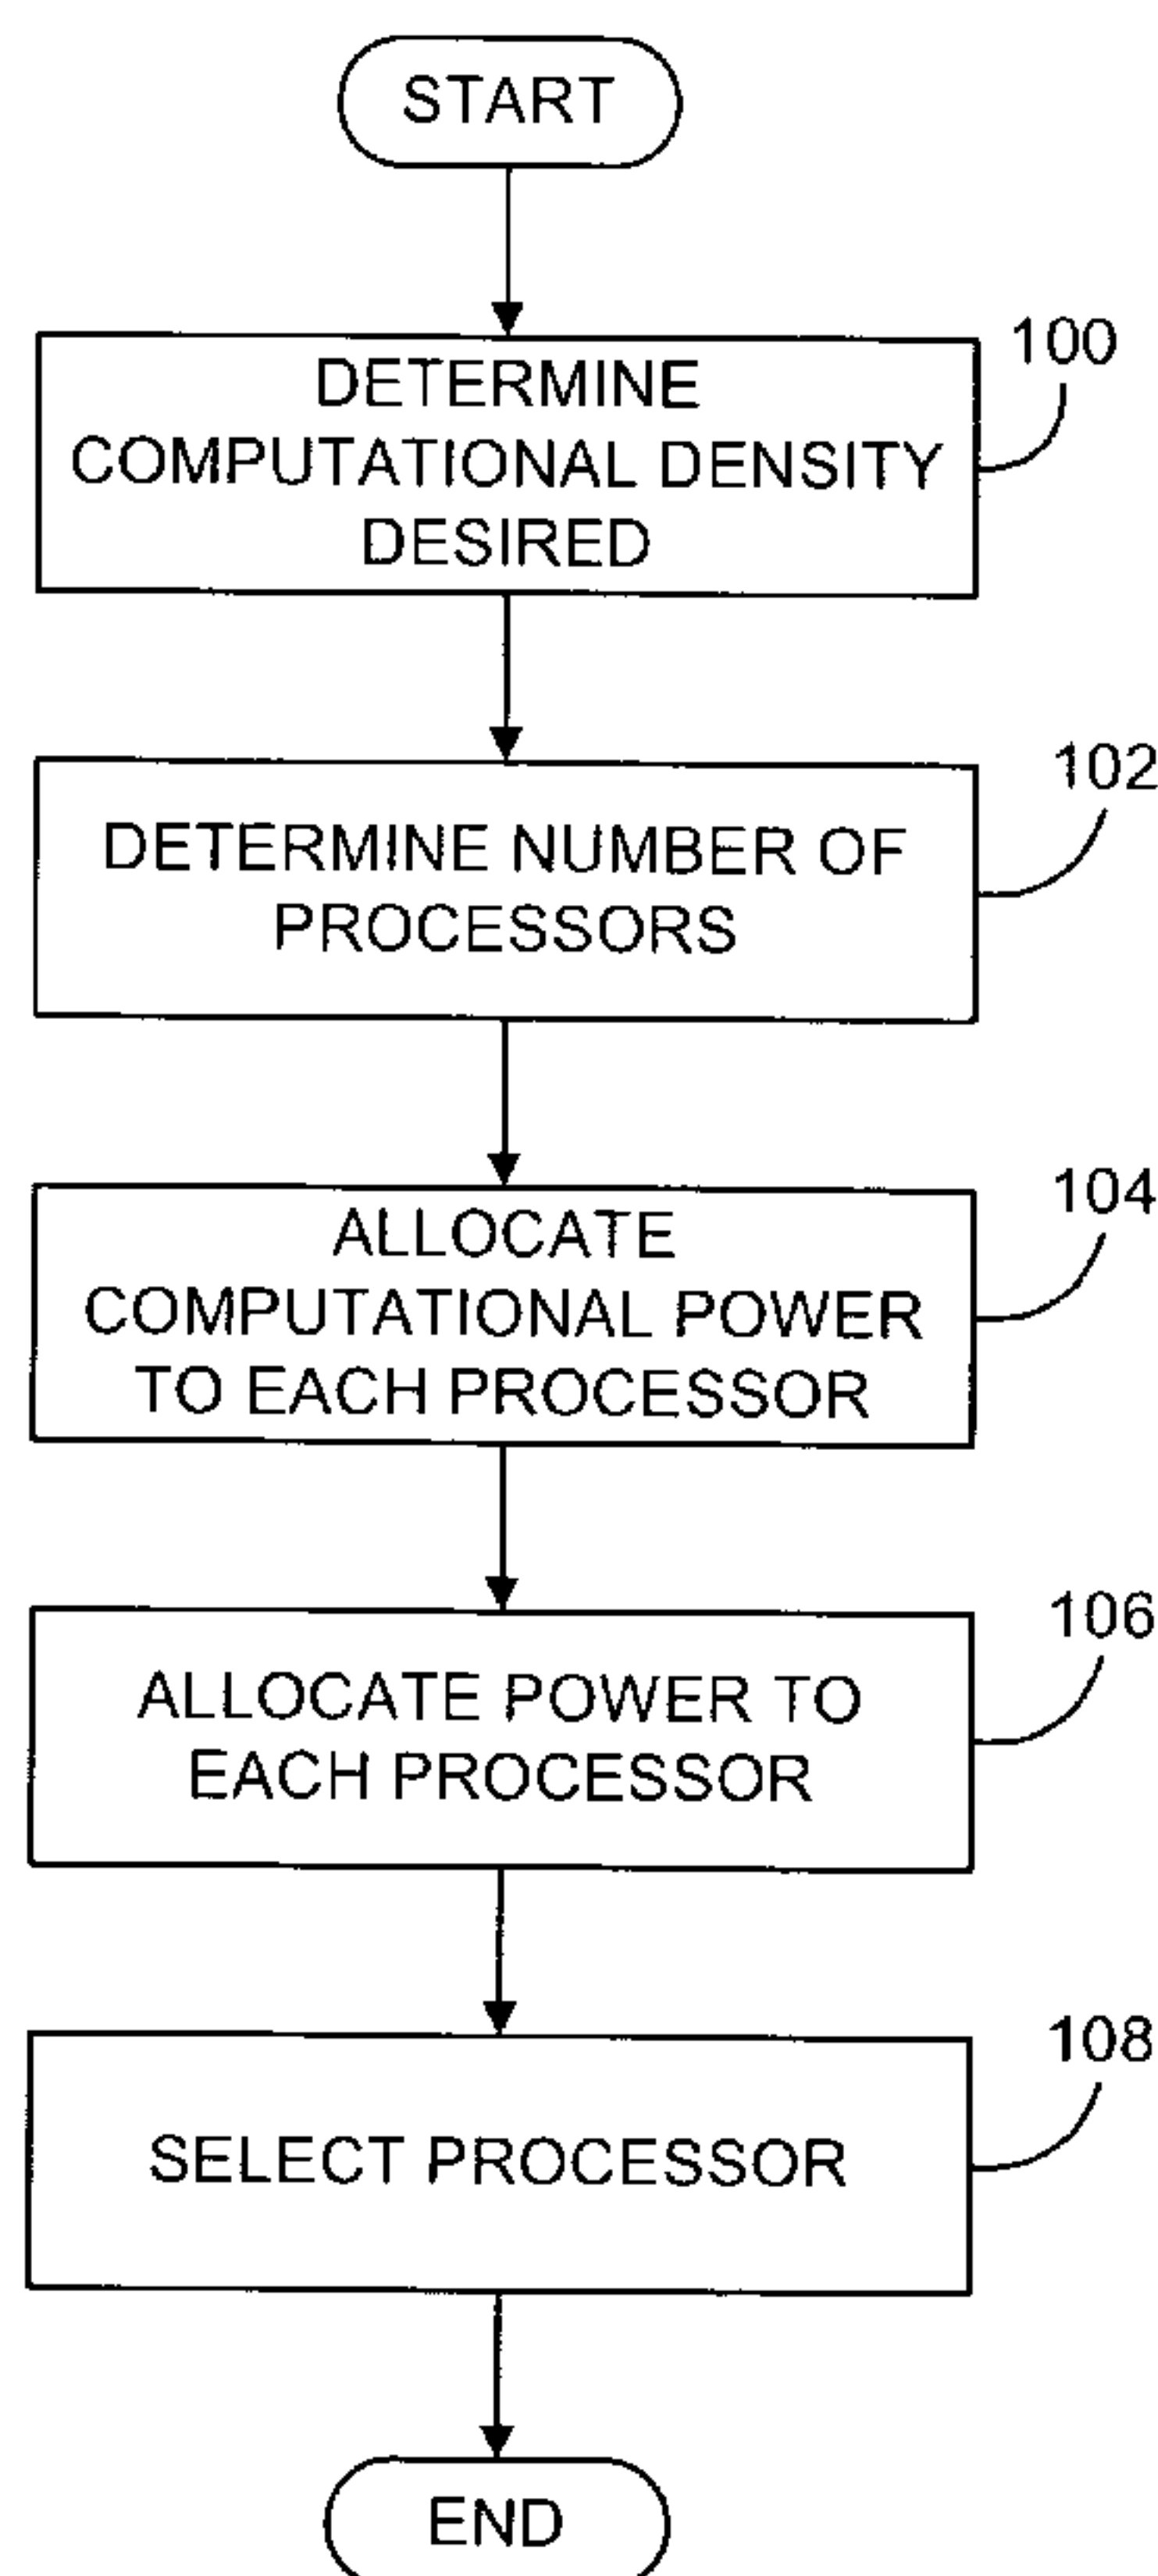 START
100
DETERMINE
COMPUTATIONAL DENSITY
DESIRED
102
DETERMINE NUMBER OF
PROCESSORS
104
ALLOCATE
COMPUTATIONAL POWER
TO EACH PROCESSOR
106
ALLOCATE POWER TO
EACH PROCESSOR
108
SELECT PROCESSOR
END